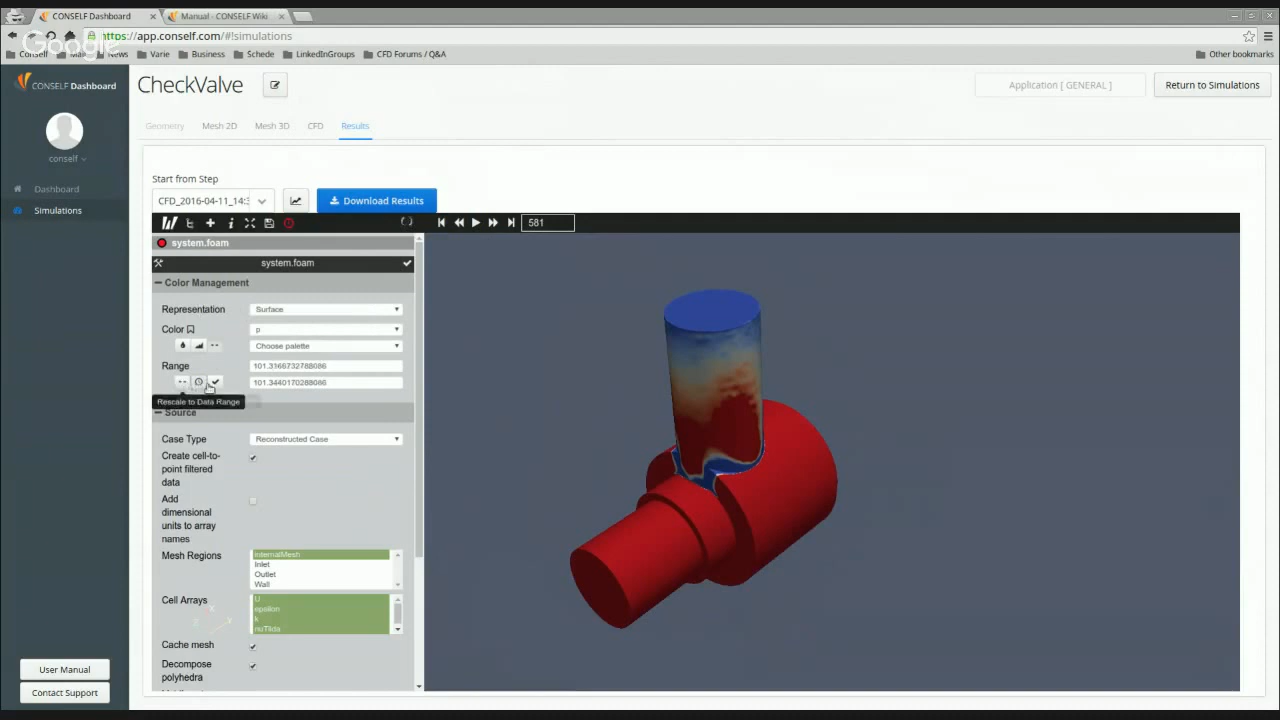 CONSELF Dashboard
Manual - CONSELF Wiki
https://app.conself.com/#!simulations
Google
Conself
News
Varie
Business
Schede
LinkedInGroups
CFD Forums / Q&A
Other bookmarks
CONSELF Dashboard
CheckValve
Application [ GENERAL ]
Return to Simulations
conself
Geometry
Mesh 2D
Mesh 3D
CFD
Results
Dashboard
Simulations
Start from Step
CFD_2016-04-11_14:3
Download Results
581
system.foam
system.foam
Color Management
Representation
Surface
Color
p
Choose palette
Range
101.3166732788086
101.3440170288086
Rescale to Data Range
Source
Case Type
Reconstructed Case
Create cell-to-
point filtered
data
Add
dimensional
units to array
names
Mesh Regions
internalMesh
Inlet
Outlet
Wall
Cell Arrays
U
epsilon
k
nuTilda
Cache mesh
Decompose
polyhedra
User Manual
Contact Support